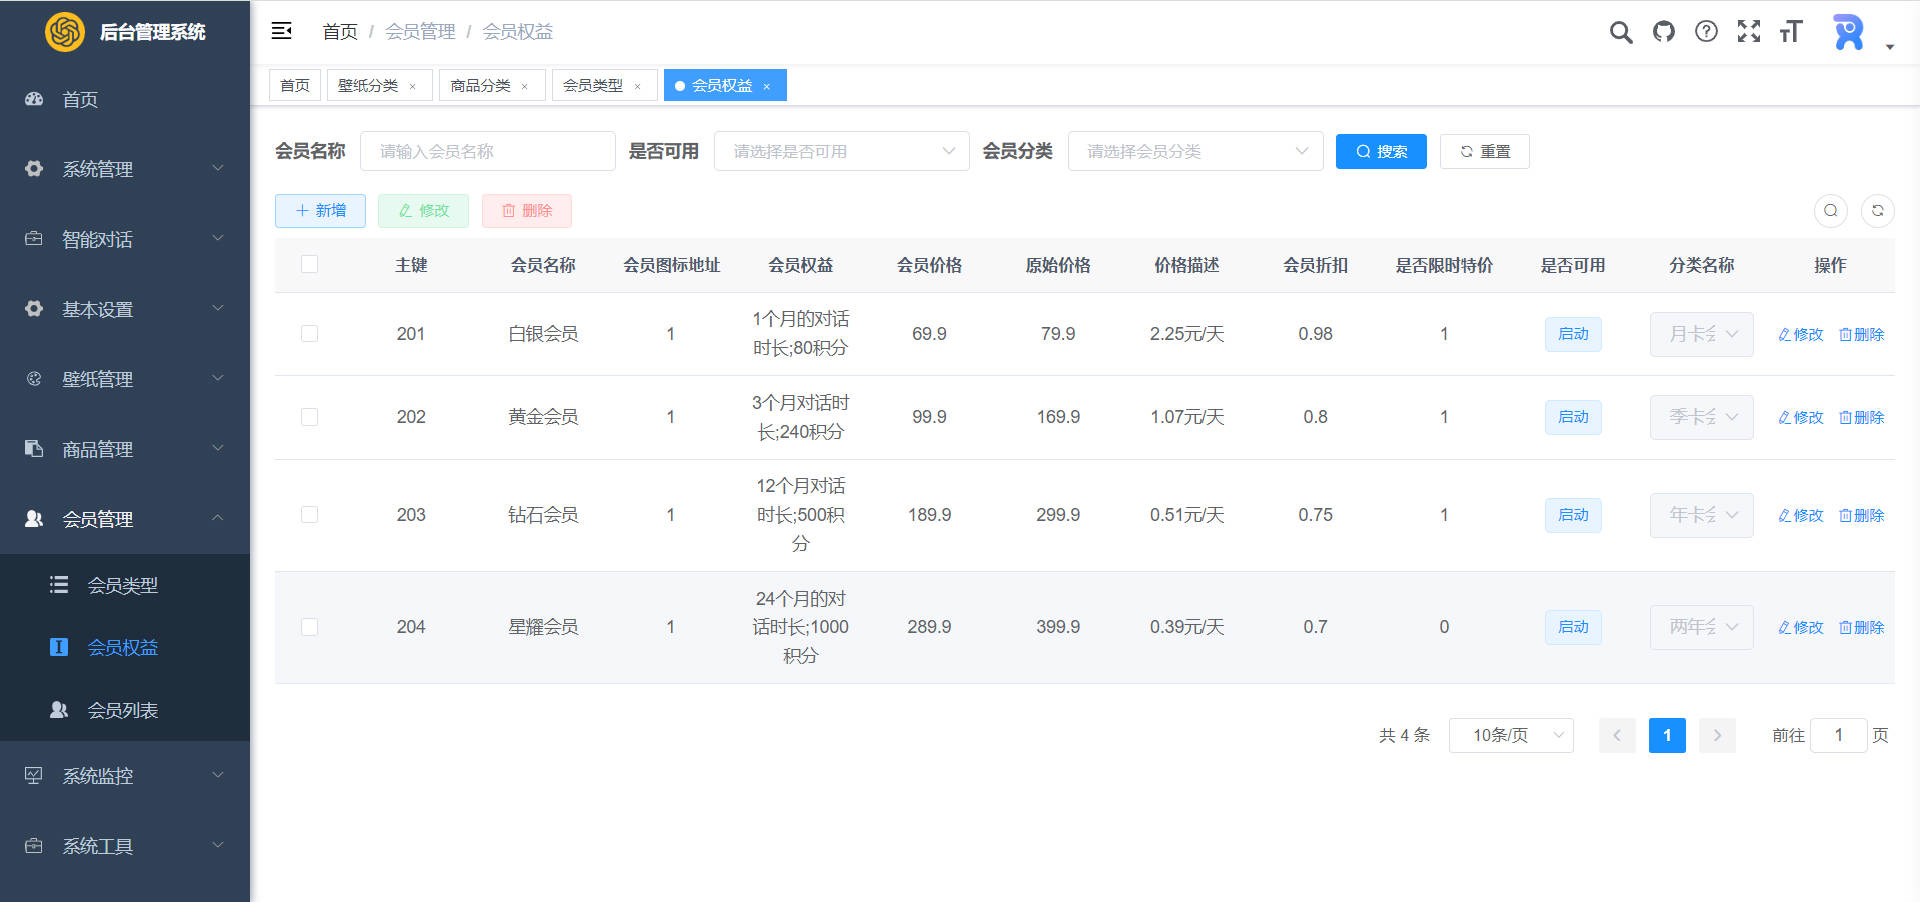 后台管理系统
首页
系统管理
智能对话
基本设置
壁纸管理
商品管理
会员管理
会员类型
会员权益
会员列表
系统监控
系统工具
首页 / 会员管理 / 会员权益
首页 壁纸分类 × 商品分类 × 会员类型 × 会员权益 ×
会员名称 请输入会员名称 是否可用 请选择是否可用 会员分类 请选择会员分类 搜索 重置
新增 修改 删除
主键 会员名称 会员图标地址 会员权益 会员价格 原始价格 价格描述 会员折扣 是否限时特价 是否可用 分类名称 操作
201 白银会员 1 1个月的对话 69.9 79.9 2.25元/天 0.98 1 启动 月卡会 修改 删除
时长;80积分
202 黄金会员 1 3个月对话时 99.9 169.9 1.07元/天 0.8 1 启动 季卡会 修改 删除
长;240积分
203 钻石会员 1 12个月对话 189.9 299.9 0.51元/天 0.75 1 启动 年卡会 修改 删除
时长;500积
分
204 星耀会员 1 24个月的对 289.9 399.9 0.39元/天 0.7 0 启动 两年会 修改 删除
话时长;1000
积分
共 4 条 10条/页 1 前往 1 页